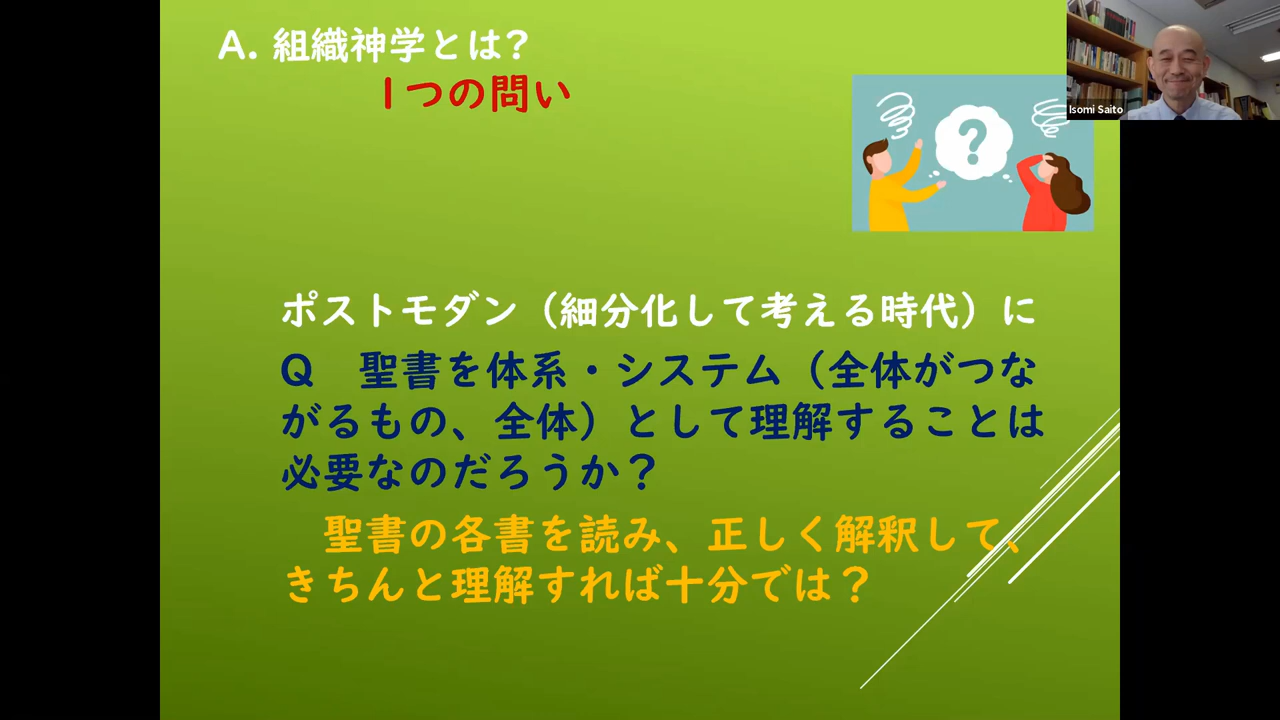 A. 組織神学とは?
1つの問い
?
Isomi Saito
ポストモダン（細分化して考える時代）に
Q　聖書を体系・システム（全体がつな
がるもの、全体）として理解することは
必要なのだろうか？
聖書の各書を読み、正しく解釈して、
きちんと理解すれば十分では？